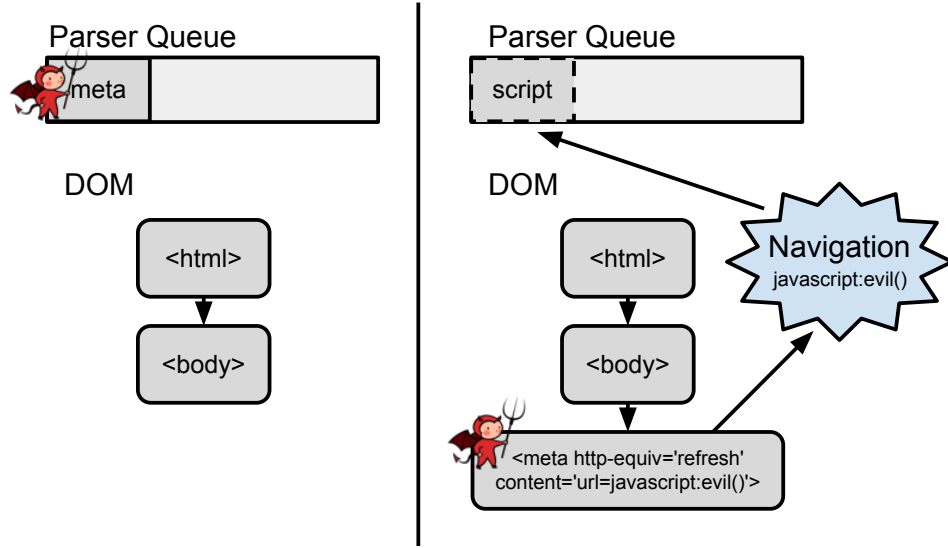 Parser Queue
meta
DOM
<html>
<body>
Parser Queue
script
DOM
<html>
<body>
<meta http-equiv='refresh'
content='url=javascript:evil()'>
Navigation
javascript:evil()